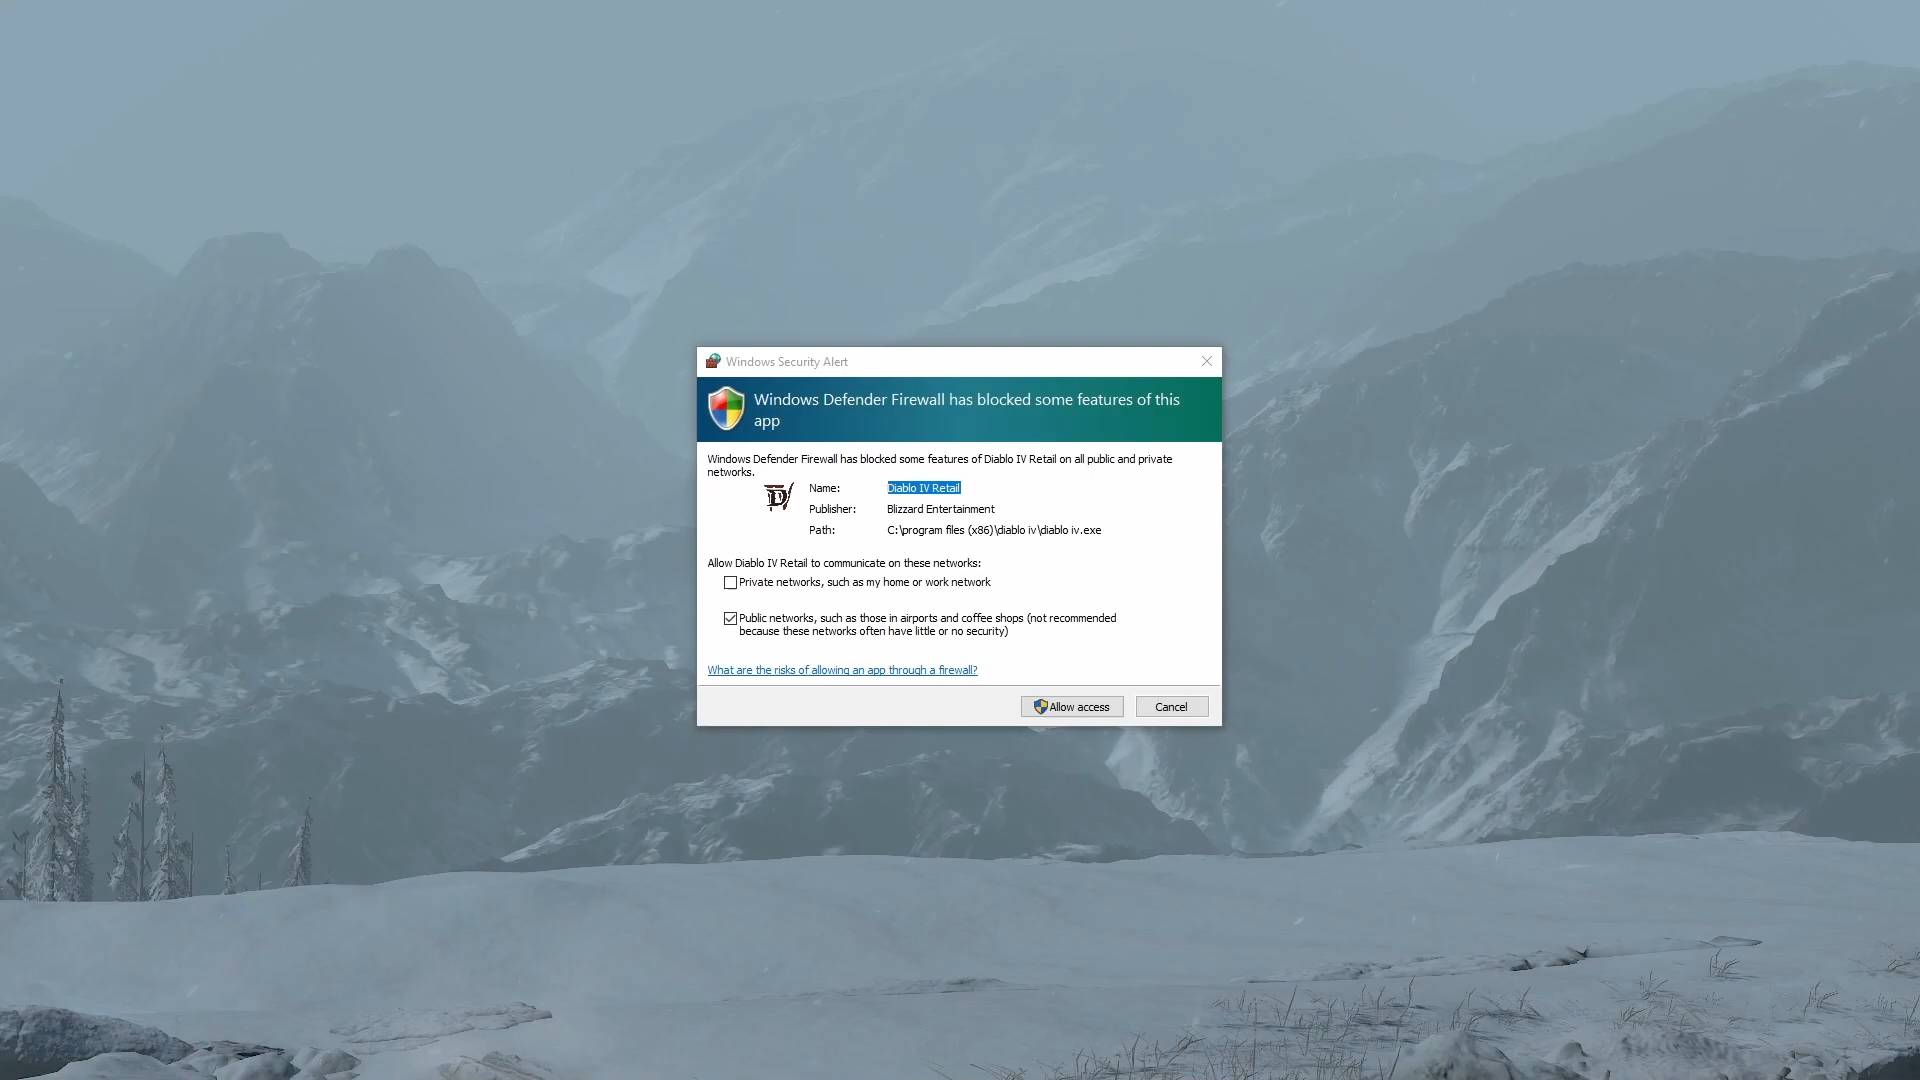 Windows Security Alert
Windows Defender Firewall has blocked some features of this
app
Windows Defender Firewall has blocked some features of Diablo IV Retail on all public and private
networks.
Name: Diablo IV Retail
Publisher: Blizzard Entertainment
Path: C:\program files (x86)\diablo iv\diablo iv.exe
Allow Diablo IV Retail to communicate on these networks:
Private networks, such as my home or work network
Public networks, such as those in airports and coffee shops (not recommended
because these networks often have little or no security)
What are the risks of allowing an app through a firewall?
Allow access Cancel